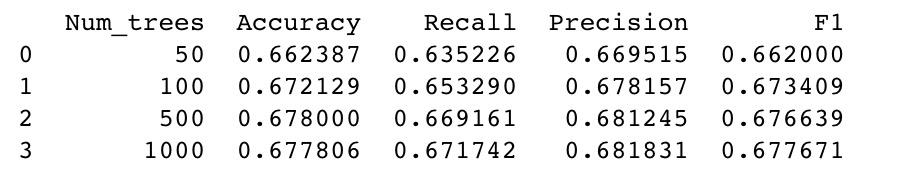 Num_trees Accuracy Recall Precision F1
0 50 0.662387 0.635226 0.669515 0.662000
1 100 0.672129 0.653290 0.678157 0.673409
2 500 0.678000 0.669161 0.681245 0.676639
3 1000 0.677806 0.671742 0.681831 0.677671